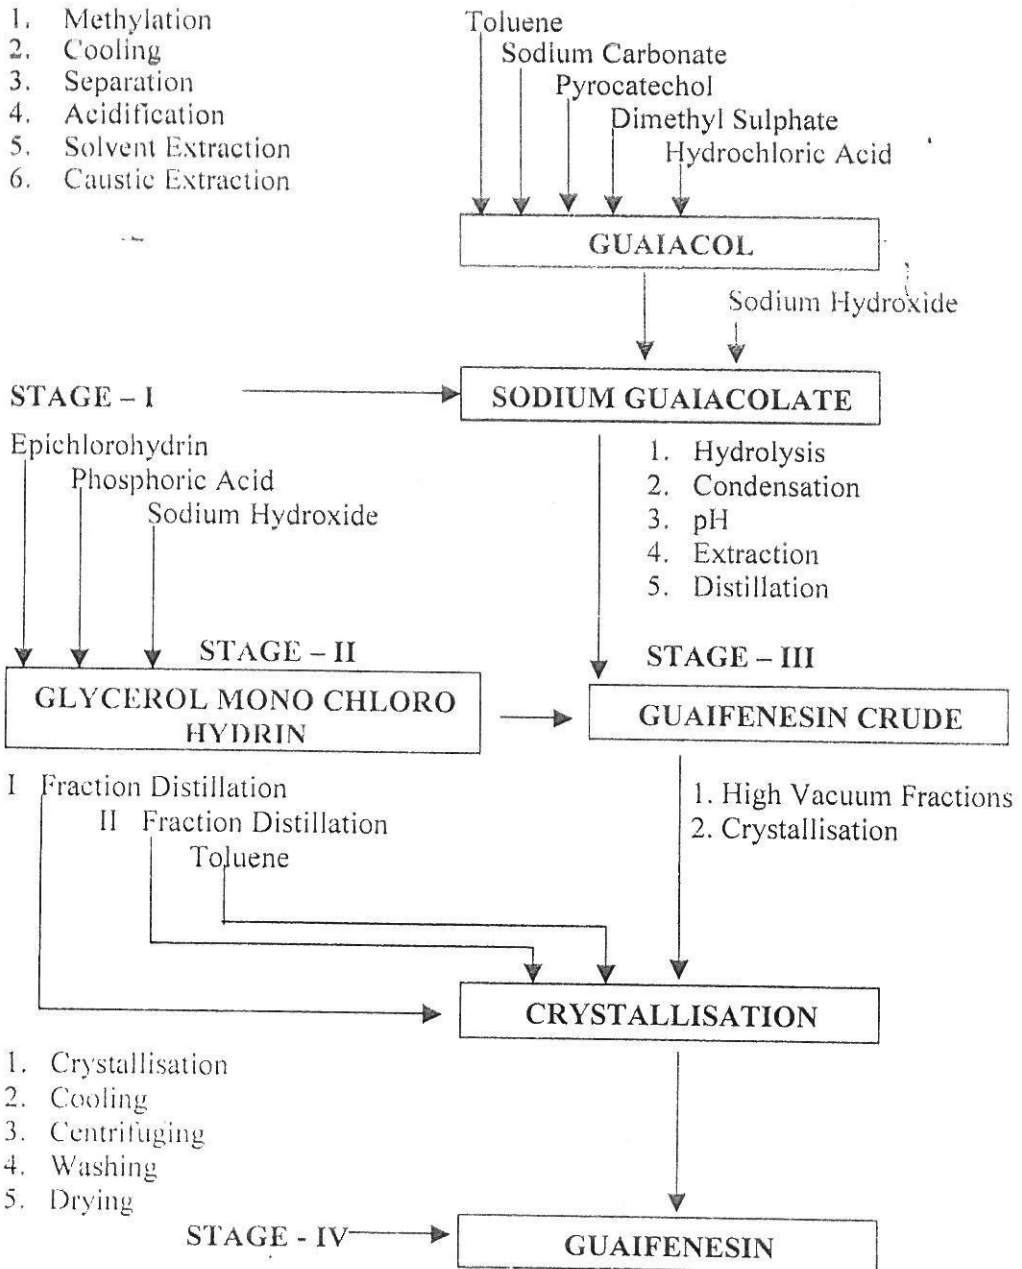 1. Methylation
2. Cooling
3. Separation
4. Acidification
5. Solvent Extraction
6. Caustic Extraction
Toluene
Sodium Carbonate
Pyrocatechol
Dimethyl Sulphate
Hydrochloric Acid
GUAIACOL
Sodium Hydroxide
STAGE – I
SODIUM GUAIACOLATE
Epichlorohydrin
Phosphoric Acid
Sodium Hydroxide
1. Hydrolysis
2. Condensation
3. pH
4. Extraction
5. Distillation
STAGE – II
GLYCEROL MONO CHLORO
HYDRIN
STAGE – III
GUAIFENESIN CRUDE
I Fraction Distillation
II Fraction Distillation
Toluene
1. High Vacuum Fractions
2. Crystallisation
CRYSTALLISATION
1. Crystallisation
2. Cooling
3. Centrifuging
4. Washing
5. Drying
STAGE - IV
GUAIFENESIN